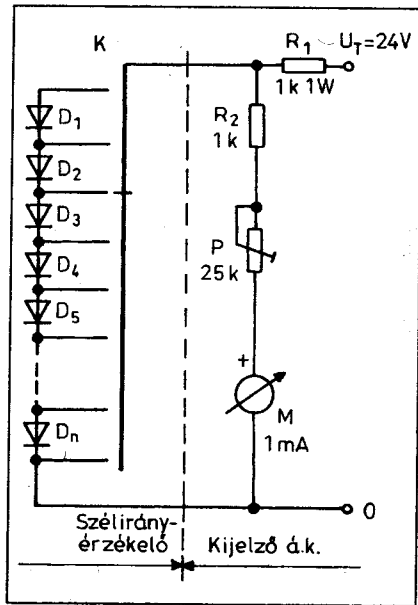 K
R1 UT=24V
1k 1W
D1
R2
1k
D2
D3
P
25k
D4
D5
+
M
1mA
Dn
0
Szélirány-
érzékelő
Kijelző á.k.